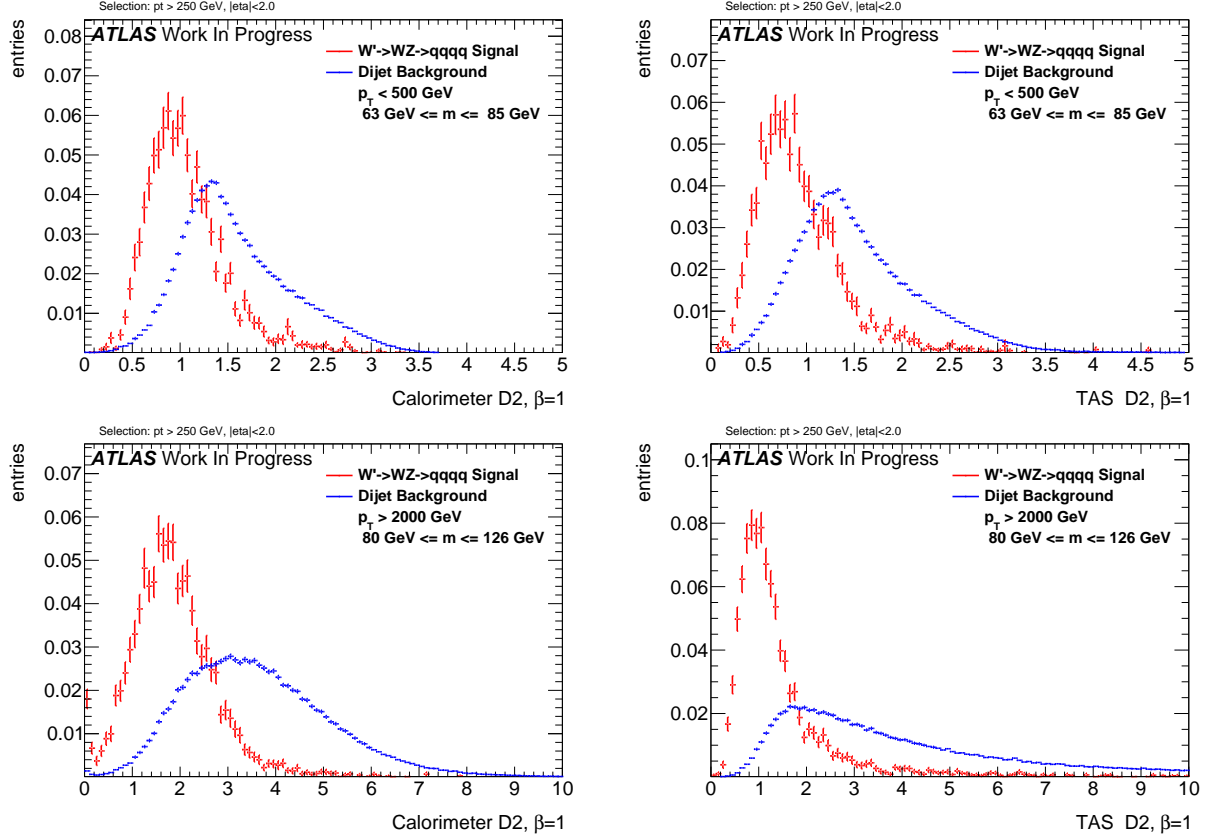 Selection: pt > 250 GeV, |eta|<2.0
ATLAS Work In Progress
W'->WZ->qqqq Signal
Dijet Background
p_T < 500 GeV
63 GeV <= m <= 85 GeV
entries
0.08
0.07
0.06
0.05
0.04
0.03
0.02
0.01
0 0.5 1 1.5 2 2.5 3 3.5 4 4.5 5
Calorimeter D2, β=1
Selection: pt > 250 GeV, |eta|<2.0
ATLAS Work In Progress
W'->WZ->qqqq Signal
Dijet Background
p_T < 500 GeV
63 GeV <= m <= 85 GeV
entries
0.07
0.06
0.05
0.04
0.03
0.02
0.01
0 0.5 1 1.5 2 2.5 3 3.5 4 4.5 5
TAS D2, β=1
Selection: pt > 250 GeV, |eta|<2.0
ATLAS Work In Progress
W'->WZ->qqqq Signal
Dijet Background
p_T > 2000 GeV
80 GeV <= m <= 126 GeV
entries
0.07
0.06
0.05
0.04
0.03
0.02
0.01
0 1 2 3 4 5 6 7 8 9 10
Calorimeter D2, β=1
Selection: pt > 250 GeV, |eta|<2.0
ATLAS Work In Progress
W'->WZ->qqqq Signal
Dijet Background
p_T > 2000 GeV
80 GeV <= m <= 126 GeV
entries
0.1
0.08
0.06
0.04
0.02
0 1 2 3 4 5 6 7 8 9 10
TAS D2, β=1